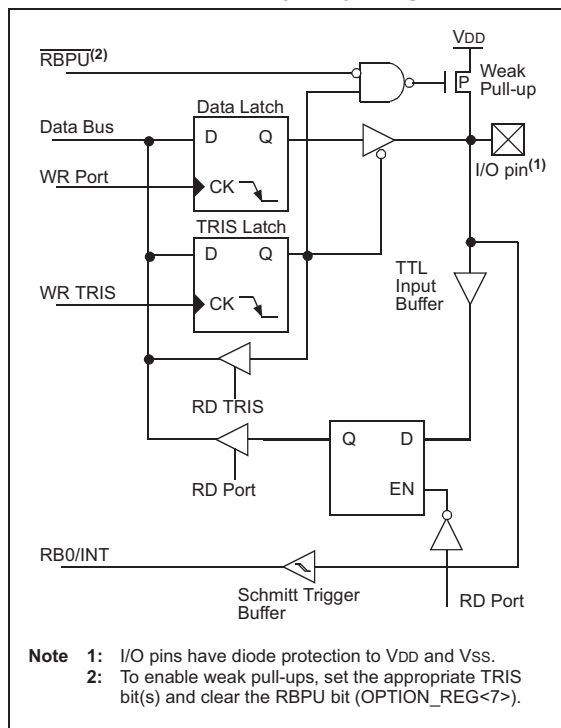 RBPU(2)
VDD
Weak
Pull-up
P
Data Latch
Data Bus
D Q
I/O pin(1)
WR Port
CK
TRIS Latch
D Q
TTL
Input
Buffer
WR TRIS
CK
RD TRIS
Q D
RD Port
EN
RB0/INT
Schmitt Trigger
Buffer
RD Port
Note 1: I/O pins have diode protection to VDD and VSS.
2: To enable weak pull-ups, set the appropriate TRIS
bit(s) and clear the RBPU bit (OPTION_REG<7>).